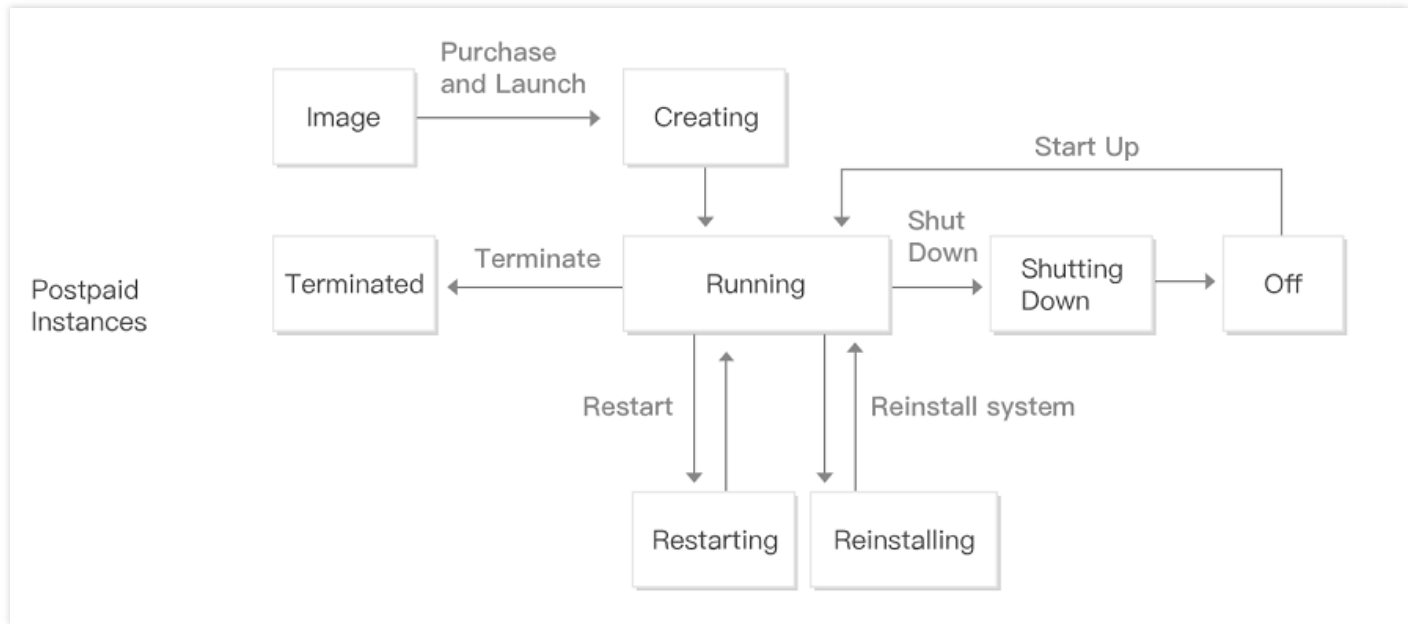 Purchase
and Launch
Image
Creating
Start Up
Shut
Down
Terminate
Terminated
Running
Shutting
Down
Off
Postpaid
Instances
Restart
Reinstall system
Restarting
Reinstalling